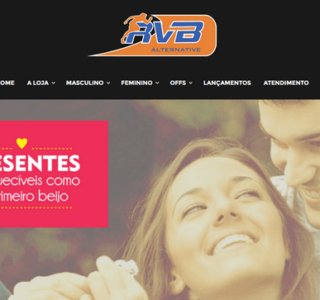 RVB
ALTERNATIVE
OME A LOJA MASCULINO FEMININO OFFS LANÇAMENTOS ATENDIMENTO
ESENTES
uecíveis como
rimeiro beijo